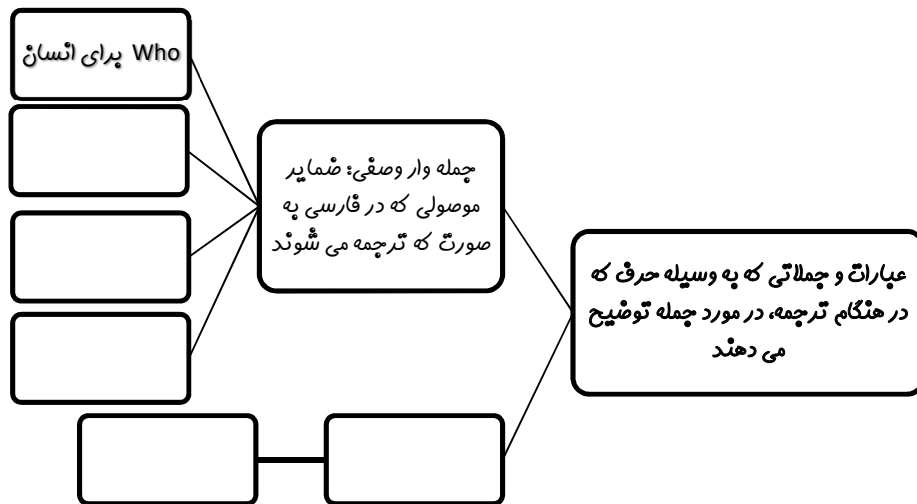 عبارات و جملاتی که به وسیله حرف که
در هنگام ترجمه، در مورد جمله توضیح
می دهند
جمله وار وصفی: ضمایر
موصولی که در فارسی به
صورت که ترجمه می شوند
Who برای انسان